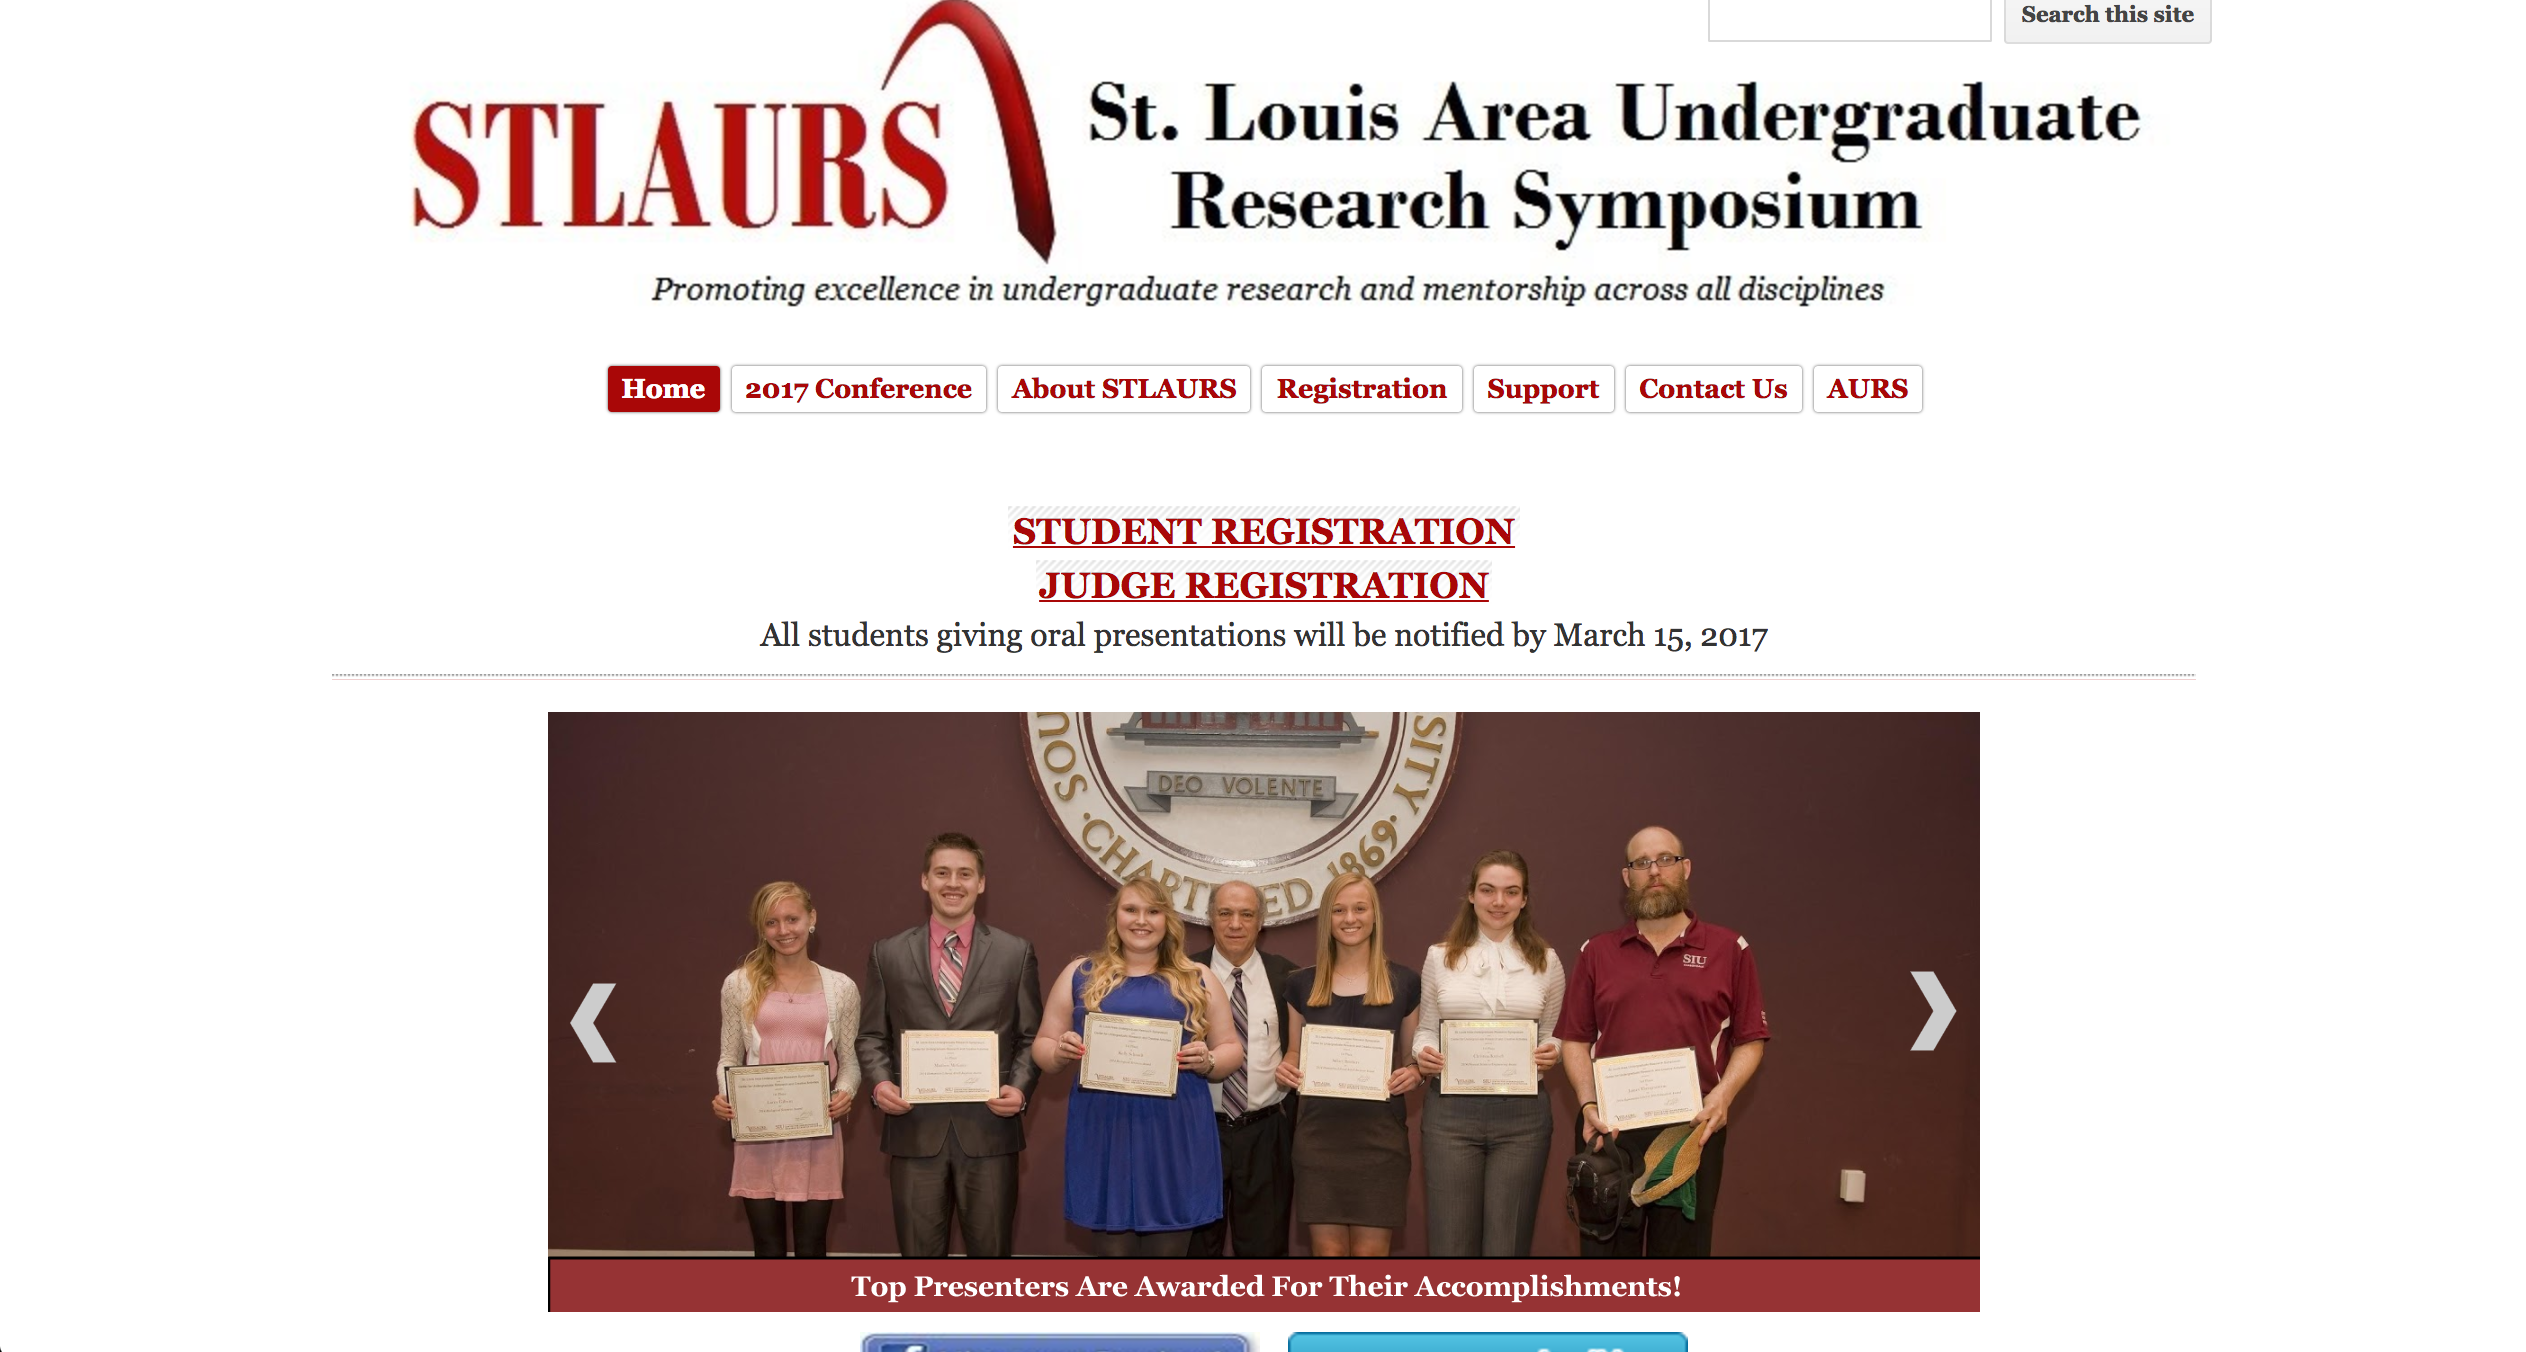 Search this site
STLAURS
St. Louis Area Undergraduate
Research Symposium
Promoting excellence in undergraduate research and mentorship across all disciplines
Home
2017 Conference
About STLAURS
Registration
Support
Contact Us
AURS
STUDENT REGISTRATION
JUDGE REGISTRATION
All students giving oral presentations will be notified by March 15, 2017
SITY
DEO VOLENTE
· CHARTERED 1869 ·
SIU
Top Presenters Are Awarded For Their Accomplishments!